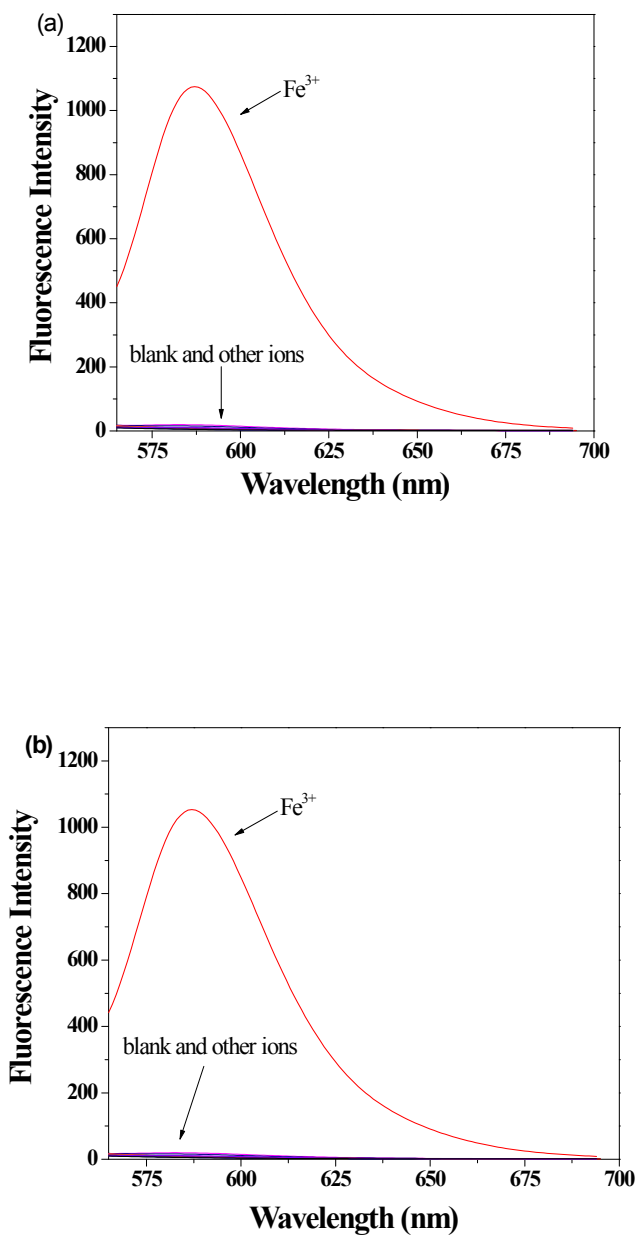 (a)
1200
1000
800
600
400
200
0
Fluorescence Intensity
Fe³⁺
blank and other ions
575 600 625 650 675 700
Wavelength (nm)
(b)
1200
1000
800
600
400
200
0
Fluorescence Intensity
Fe³⁺
blank and other ions
575 600 625 650 675 700
Wavelength (nm)